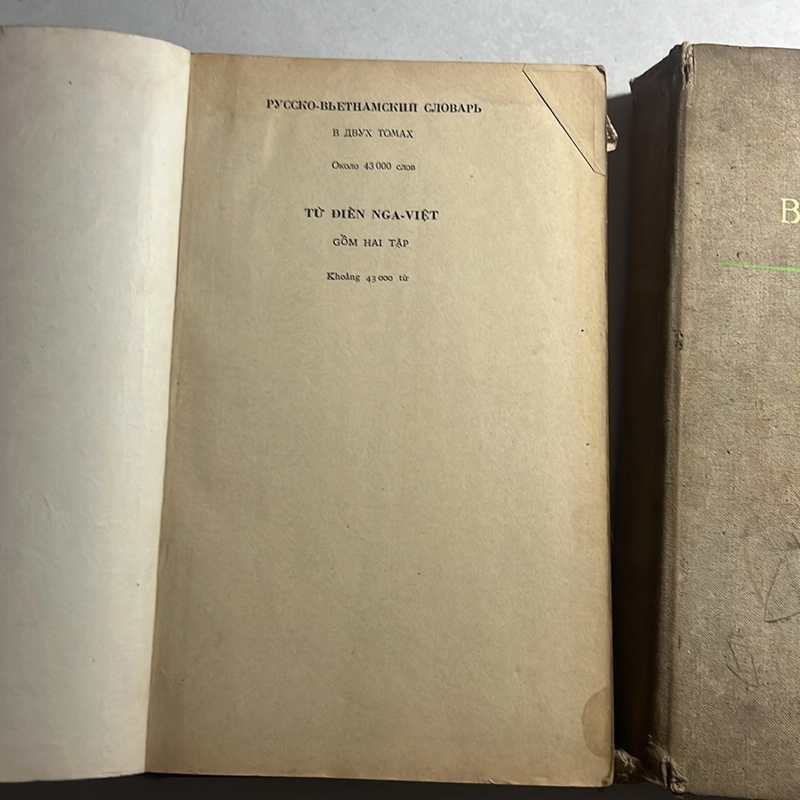 РУССКО-ВЬЕТНАМСКИЙ СЛОВАРЬ
В ДВУХ ТОМАХ
Около 43 000 слов
TỪ ĐIỂN NGA-VIỆT
GỒM HAI TẬP
Khoảng 43 000 từ
В